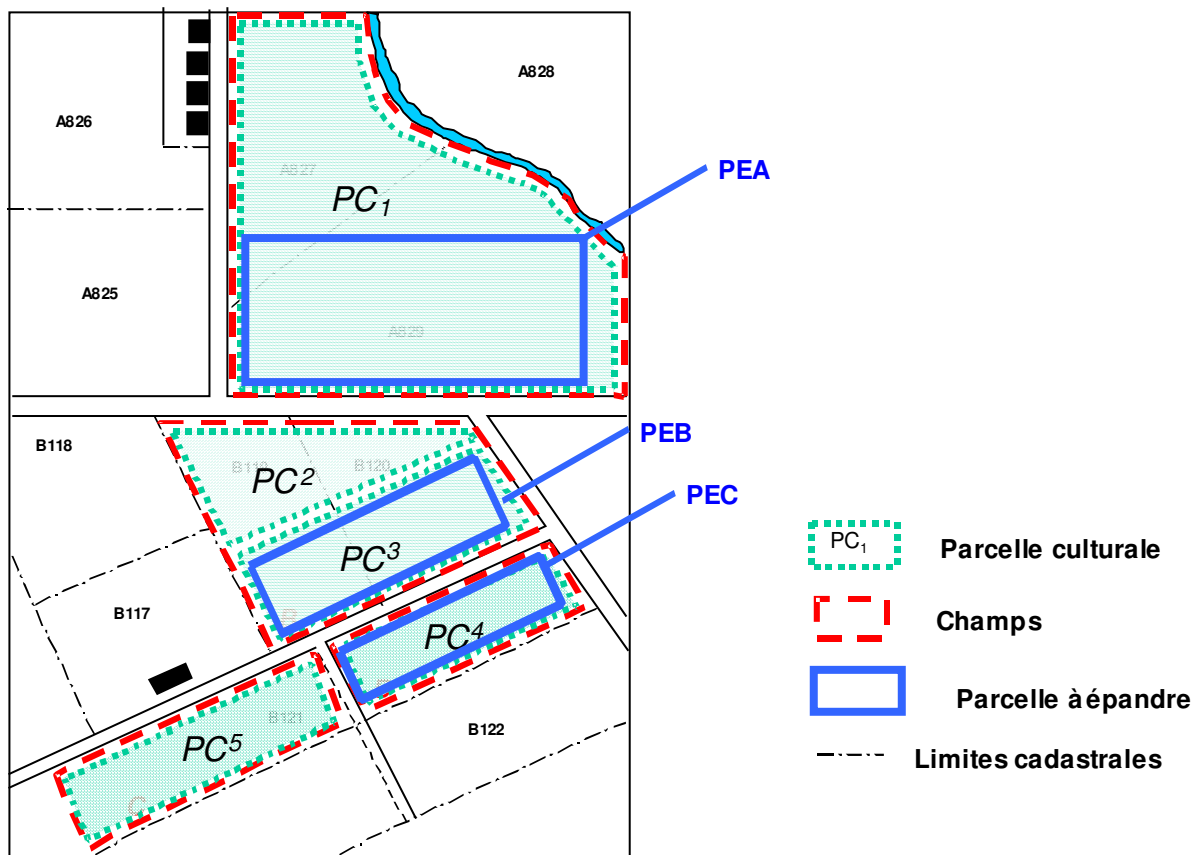 A828
A826
A827
PEA
PC1
A825
A829
B118
PEB
B119
B120
PC2
PEC
PC3
PC1
Parcelle culturale
B117
PC4
Champs
B121
B122
Parcelle àépandre
PC5
Limites cadastrales
C